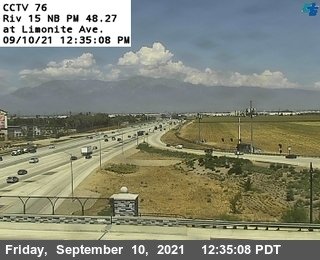 CCTV 76
Riv 15 NB PM 48.27
at Limonite Ave.
09/10/21 12:35:08 PM
Friday, September 10, 2021 12:35:08 PDT